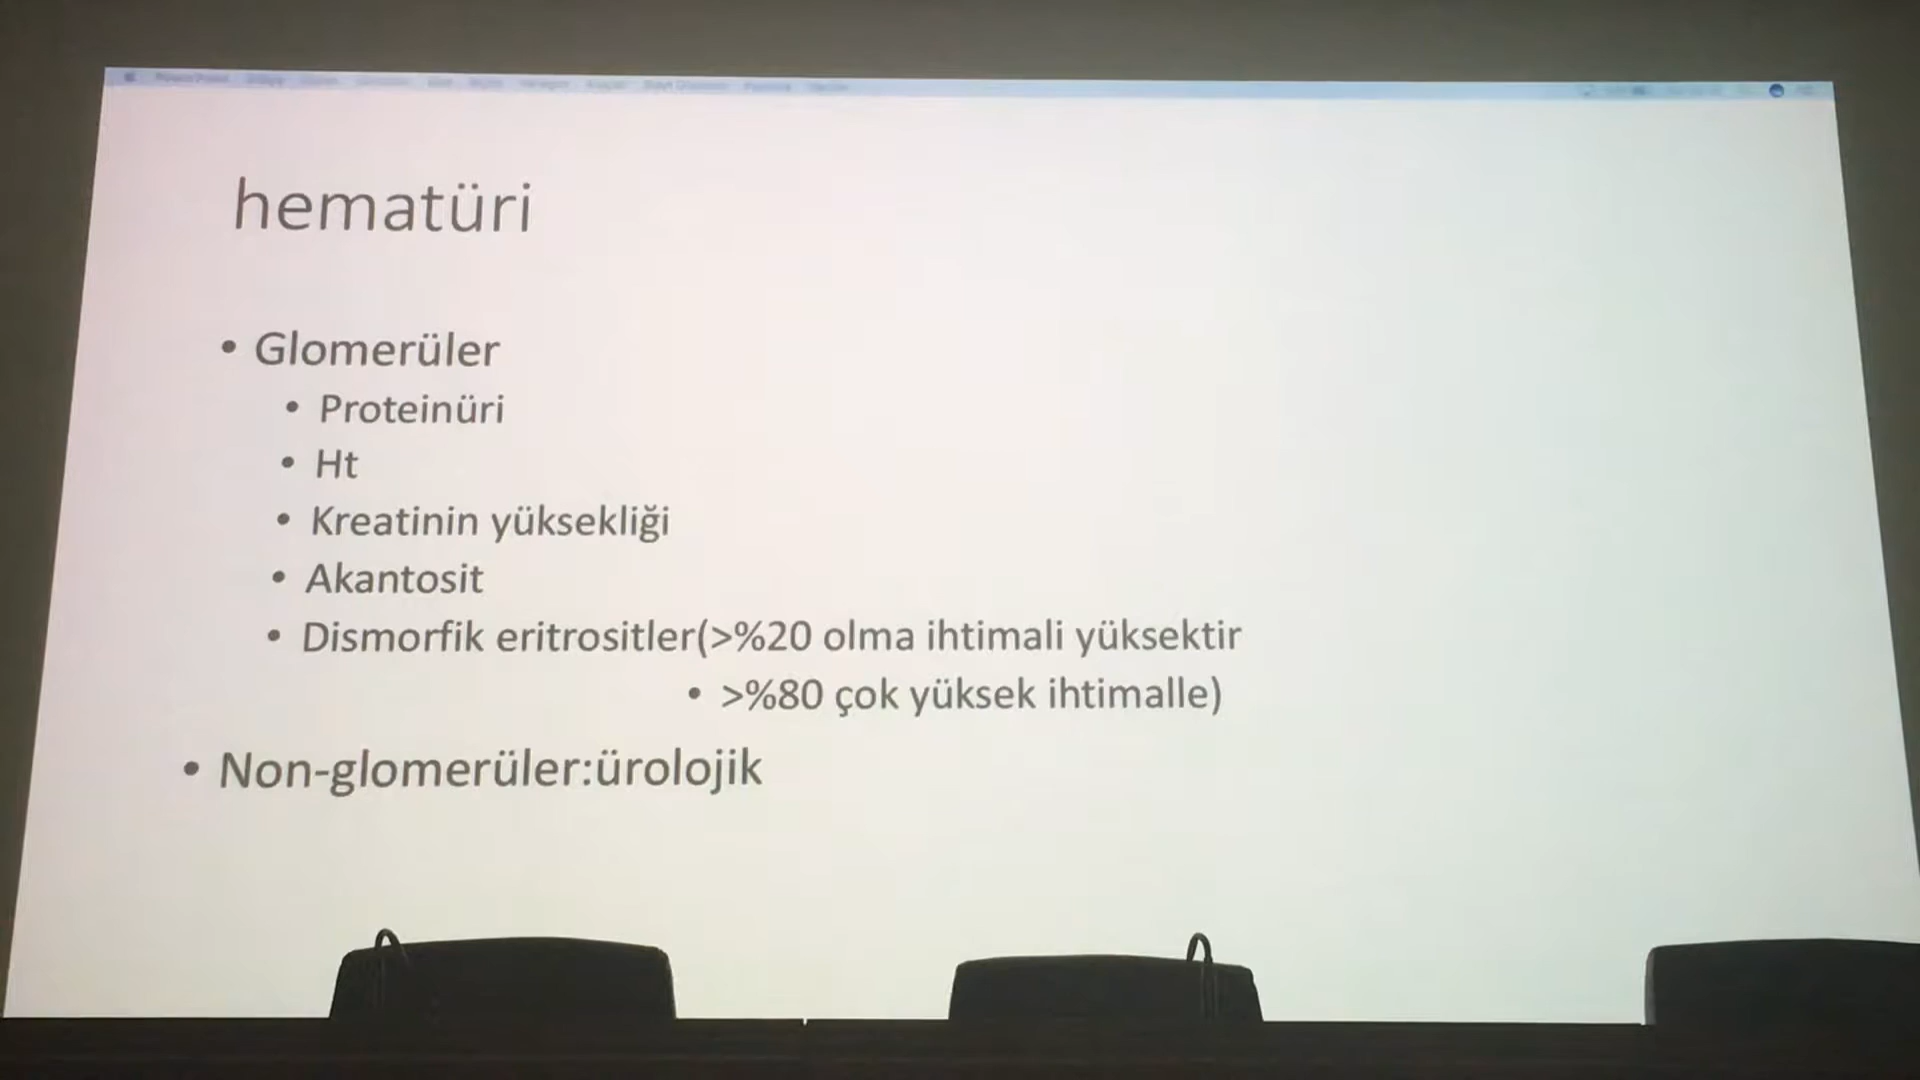 PowerPoint
hematüri
• Glomerüler
• Proteinüri
• Ht
• Kreatinin yüksekliği
• Akantosit
• Dismorfik eritrositler(>%20 olma ihtimali yüksektir
• >%80 çok yüksek ihtimalle)
• Non-glomerüler:ürolojik